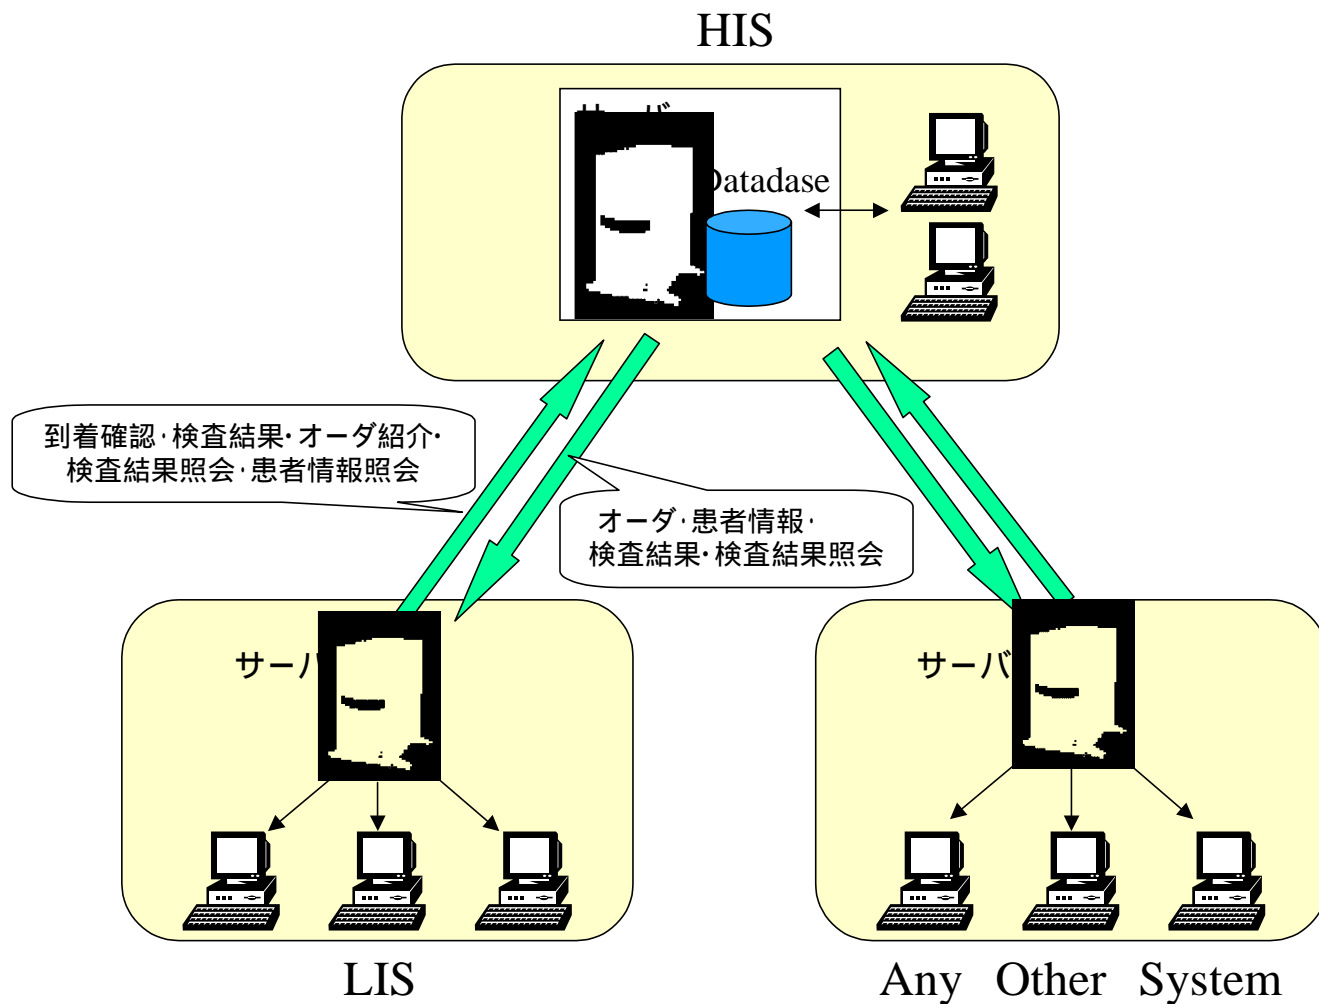 HIS
Datadase
到着確認・検査結果・オーダ紹介・
検査結果照会・患者情報照会
オーダ・患者情報・
検査結果・検査結果照会
サーバ
サーバ
LIS
Any Other System